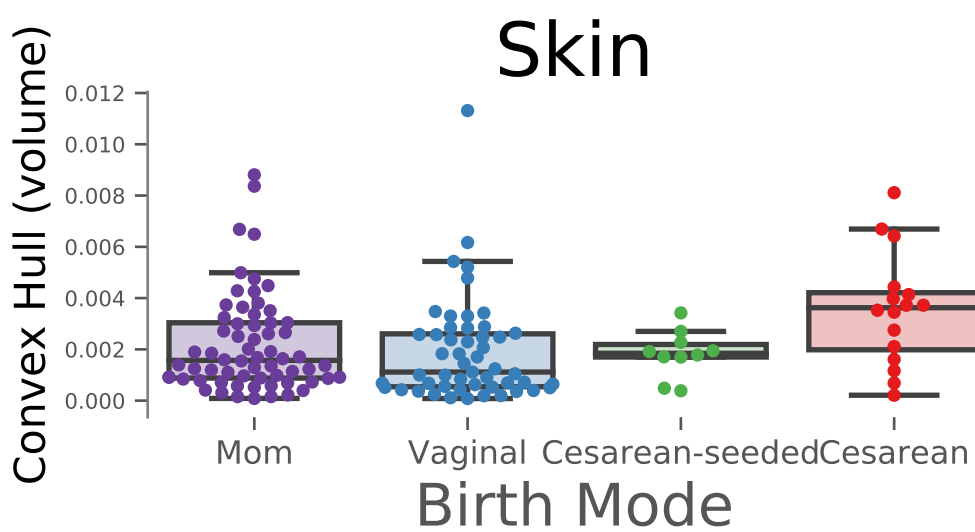 Skin
Convex Hull (volume)
0.012
0.010
0.008
0.006
0.004
0.002
0.000
Mom Vaginal Cesarean-seeded Cesarean
Birth Mode